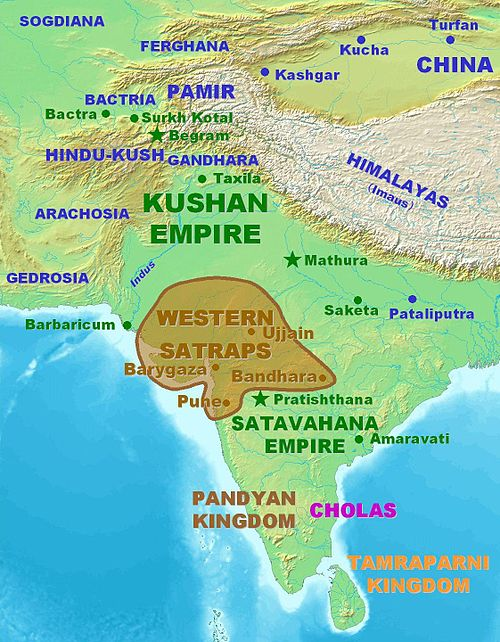 SOGDIANA
Turfan
FERGHANA
Kucha
CHINA
Kashgar
PAMIR
BACTRIA
Bactra
Surkh Kotal
Begram
HINDU-KUSH
GANDHARA
HIMALAYAS
(Imaus)
Taxila
KUSHAN
EMPIRE
ARACHOSIA
Mathura
GEDROSIA
Indus
Saketa
Pataliputra
Barbaricum
WESTERN
SATRAPS
Ujjain
Barygaza
Bandhara
Pune
Pratishthana
SATAVAHANA
EMPIRE
Amaravati
PANDYAN
KINGDOM
CHOLAS
TAMRAPARNI
KINGDOM